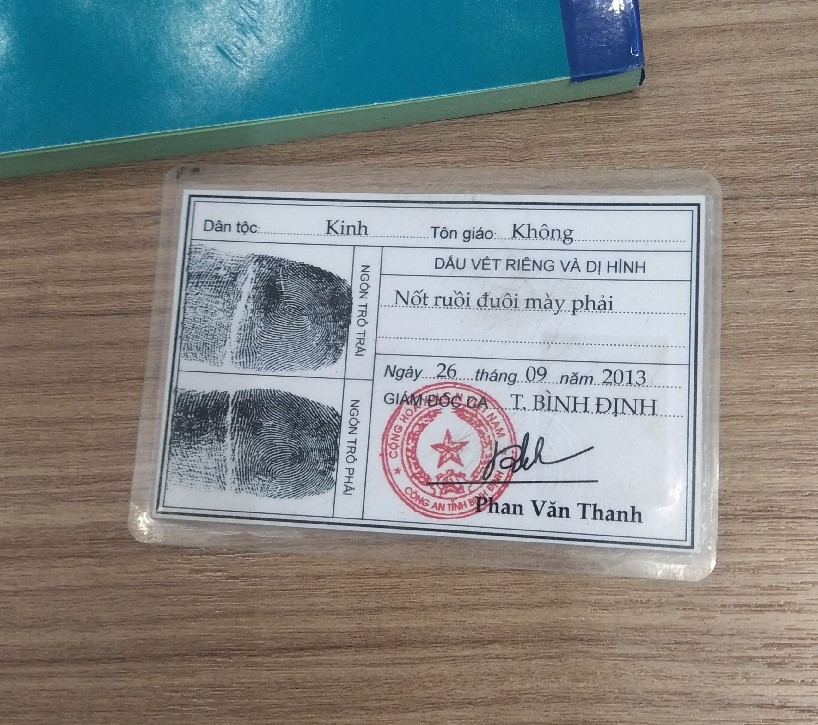 Dân tộc: Kinh Tôn giáo: Không
DẤU VẾT RIÊNG VÀ DỊ HÌNH
Nốt ruồi đuôi mày phải
NGÓN TRỎ TRÁI
Ngày 26 tháng 09 năm 2013
GIÁM ĐỐC CA T. BÌNH ĐỊNH
NGÓN TRỎ PHẢI
CÔNG AN TỈNH BÌNH ĐỊNH
Phan Văn Thanh